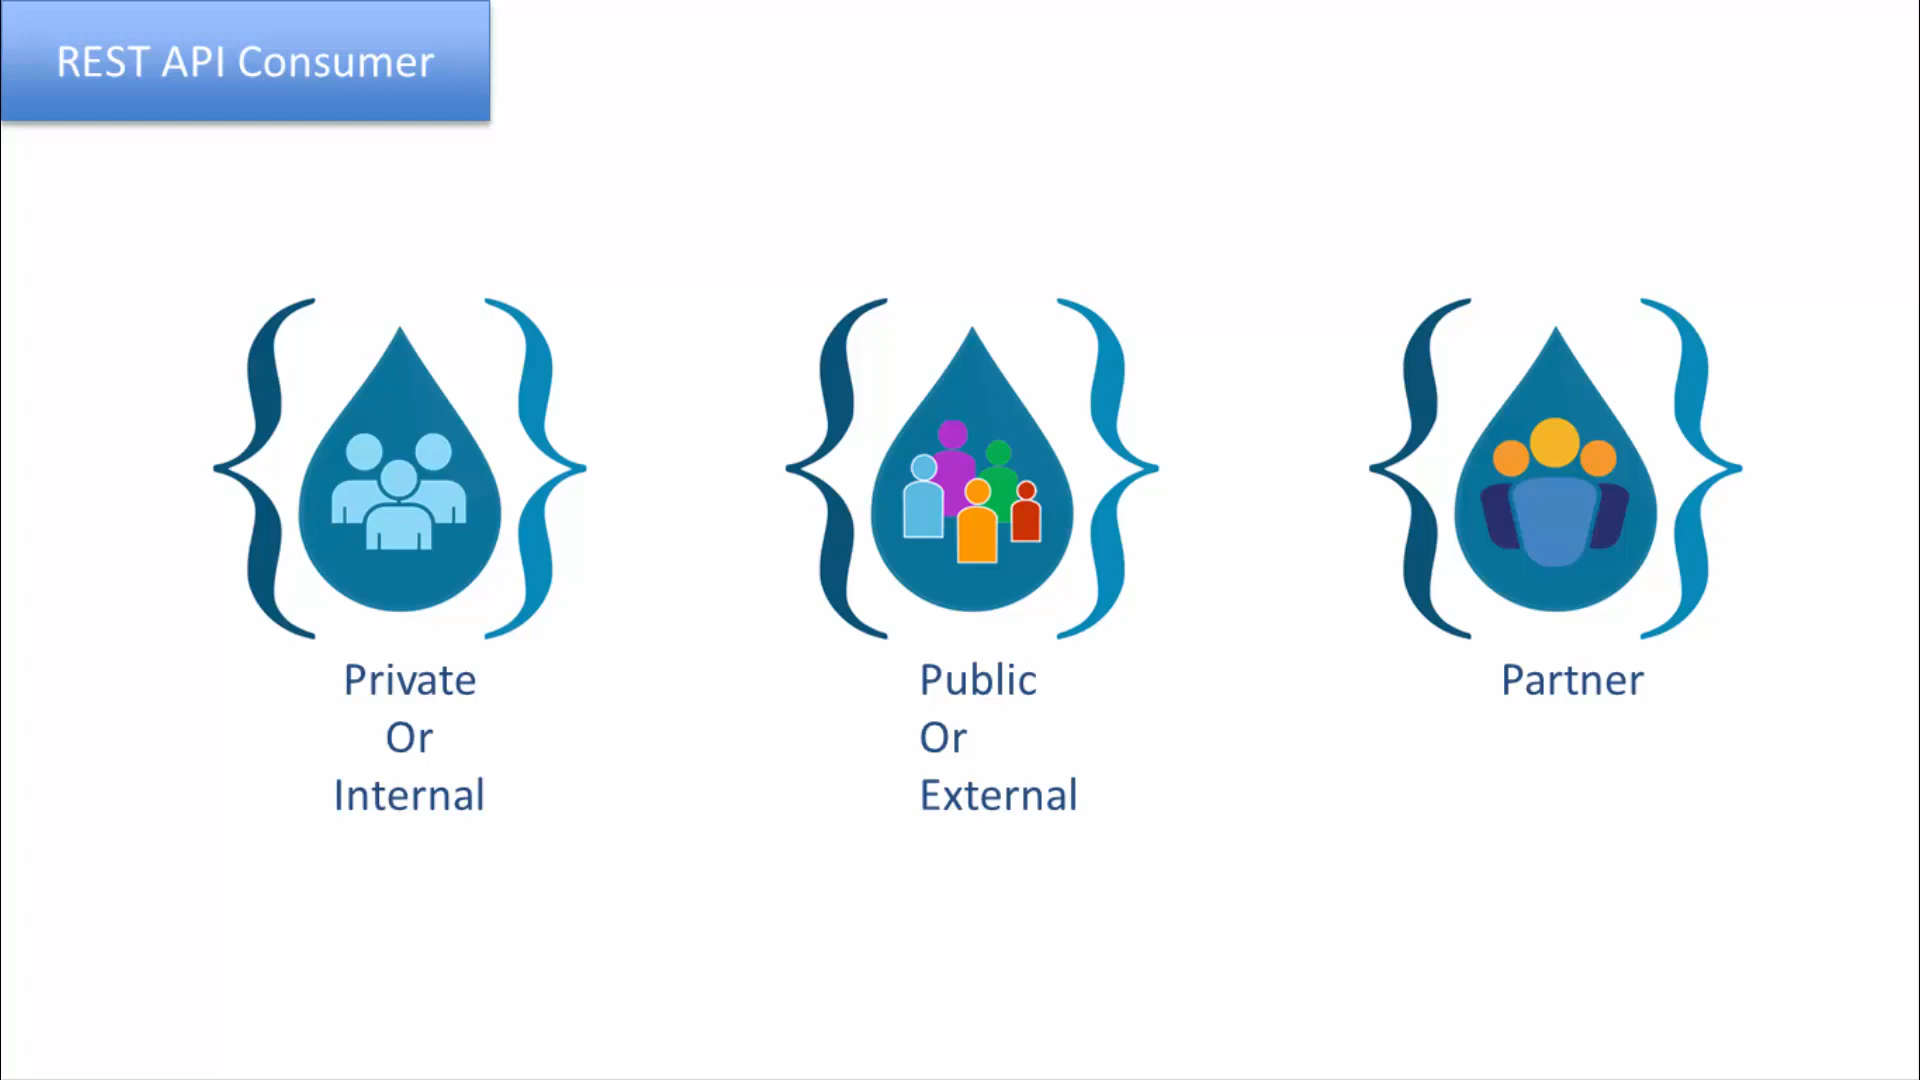 REST API Consumer
Private
Or
Internal
Public
Or
External
Partner